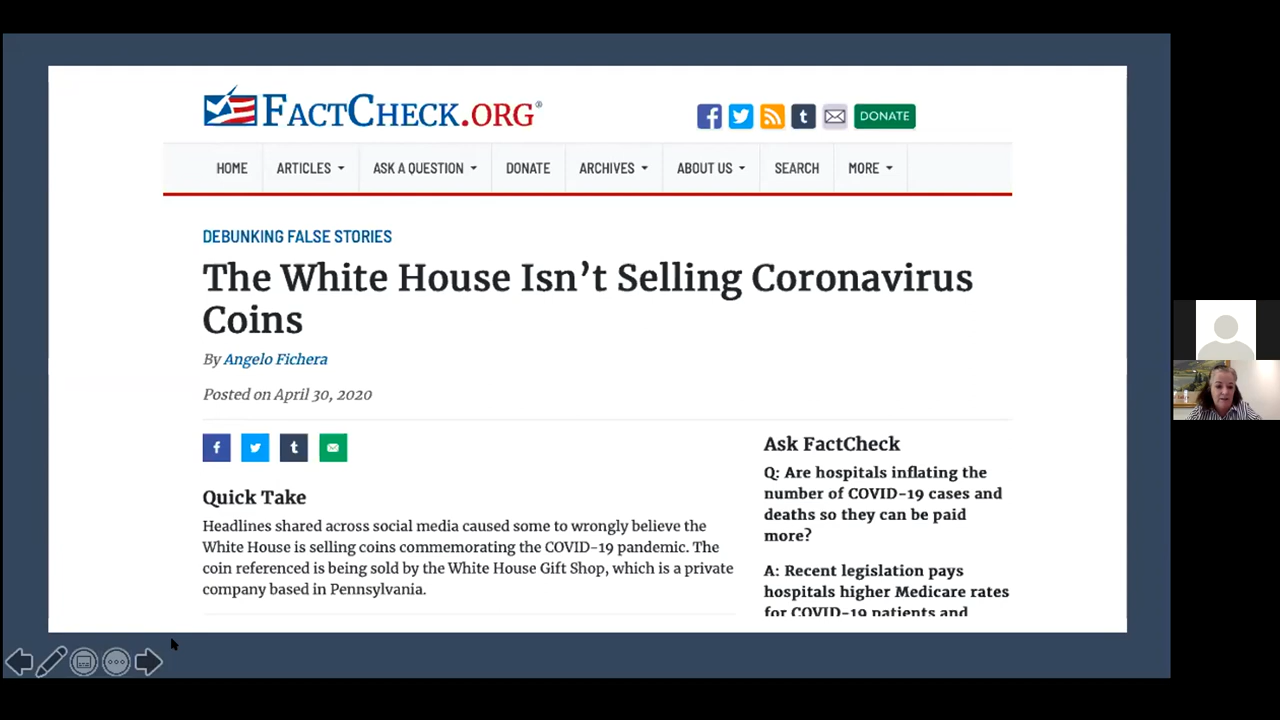 FACTCHECK.ORG®
DONATE
HOME ARTICLES ASK A QUESTION DONATE ARCHIVES ABOUT US SEARCH MORE
DEBUNKING FALSE STORIES
The White House Isn’t Selling Coronavirus
Coins
By Angelo Fichera
Posted on April 30, 2020
Quick Take
Headlines shared across social media caused some to wrongly believe the
White House is selling coins commemorating the COVID-19 pandemic. The
coin referenced is being sold by the White House Gift Shop, which is a private
company based in Pennsylvania.
Ask FactCheck
Q: Are hospitals inflating the
number of COVID-19 cases and
deaths so they can be paid
more?
A: Recent legislation pays
hospitals higher Medicare rates
for COVID-19 patients and